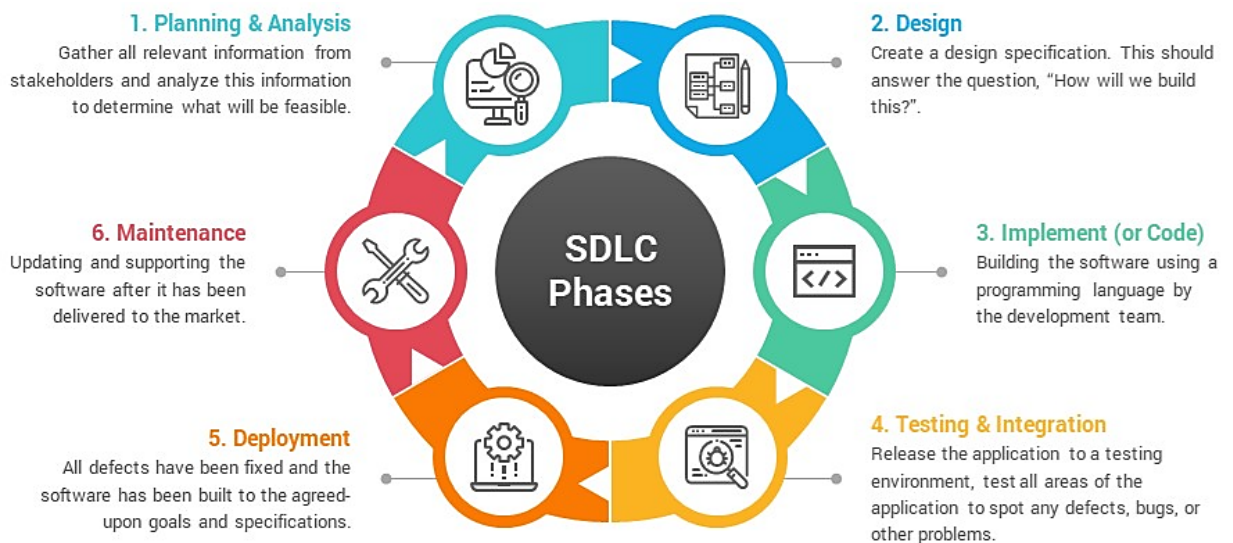 1. Planning & Analysis
Gather all relevant information from
stakeholders and analyze this information
to determine what will be feasible.
2. Design
Create a design specification. This should
answer the question, “How will we build
this?”.
3. Implement (or Code)
Building the software using a
programming language by
the development team.
4. Testing & Integration
Release the application to a testing
environment, test all areas of the
application to spot any defects, bugs, or
other problems.
5. Deployment
All defects have been fixed and the
software has been built to the agreed-
upon goals and specifications.
6. Maintenance
Updating and supporting the
software after it has been
delivered to the market.
SDLC
Phases